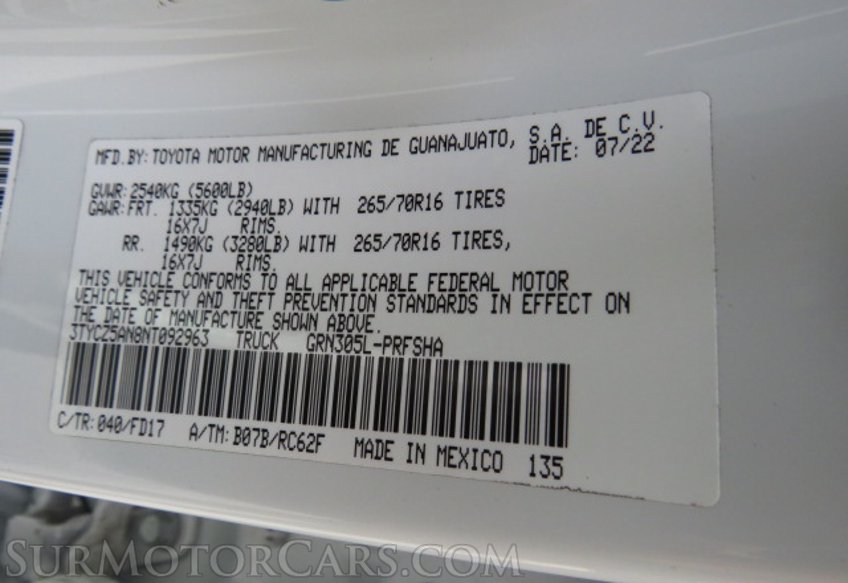 MFD.BY: TOYOTA MOTOR MANUFACTURING DE GUANAJUATO, S.A. DE C.V.
DATE: 07/22
GVWR: 2540KG (5600LB)
GAWR: FRT. 1335KG (2940LB) WITH 265/70R16 TIRES
16X7J RIMS.
RR. 1490KG (3280LB) WITH 265/70R16 TIRES,
16X7J RIMS.
THIS VEHICLE CONFORMS TO ALL APPLICABLE FEDERAL MOTOR
VEHICLE SAFETY AND THEFT PREVENTION STANDARDS IN EFFECT ON
THE DATE OF MANUFACTURE SHOWN ABOVE.
3TYCZ5AN8NT092963 TRUCK GRN305L-PRFSHA
C/TR: 040/FD17 A/TM: B07B/RC62F MADE IN MEXICO 135
SurMotorCars.com